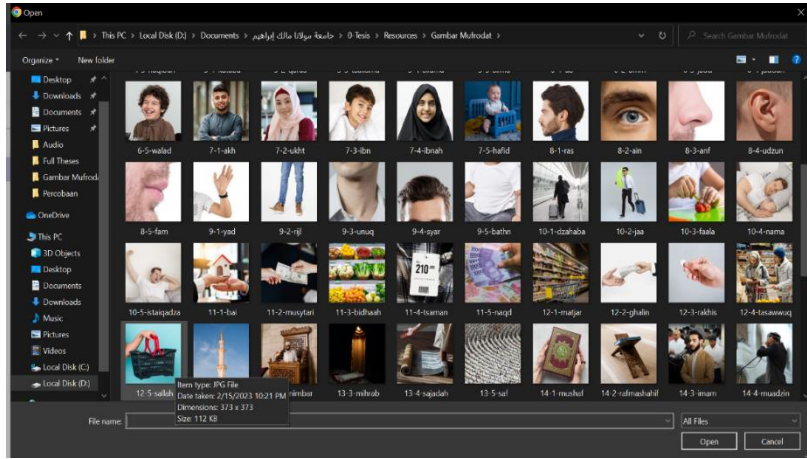 Open
This PC > Local Disk (D:) > Documents > جامعة مولانا مالك إبراهيم > 0-Tesis > Resources > Gambar Mufrodat
Search Gambar Mufrodat
Organize New folder
Desktop
Downloads
Documents
Pictures
Audio
Full Theses
Gambar Mufrod
Percobaan
OneDrive
This PC
3D Objects
Desktop
Documents
Downloads
Music
Pictures
Videos
Local Disk (C:)
Local Disk (D:)
6-5-walad 7-1-akh 7-2-ukht 7-3-ibn 7-4-ibnah 7-5-hafid 8-1-ras 8-2-ain 8-3-anf 8-4-udzun
8-5-fam 9-1-yad 9-2-rijl 9-3-unuq 9-4-syar 9-5-bathn 10-1-dzahaba 10-2-jaa 10-3-faala 10-4-nama
10-5-istaiqadza 11-1-bai 11-2-musytari 11-3-bidhaah 11-4-tsaman 11-5-naqd 12-1-matjar 12-2-ghalin 12-3-rakhis 12-4-tasawwuq
210
12-5-sallah nimbar 13-3-mihrab 13-4-sajadah 13-5-saf 14-1-mushaf 14-2-rafmashahif 14-3-imam 14-4-muadzin
Item type: JPG File
Date taken: 2/15/2023 10:21 PM
Dimensions: 373 x 373
Size: 112 KB
File name: All Files
Open Cancel